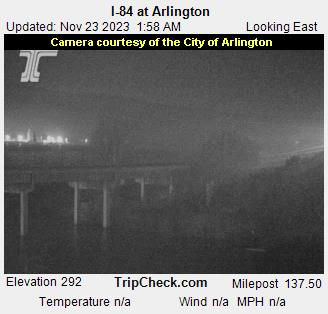 I-84 at Arlington
Updated: Nov 23 2023 1:58 AM Looking East
Camera courtesy of the City of Arlington
Elevation 292 TripCheck.com Milepost 137.50
Temperature n/a Wind n/a MPH n/a